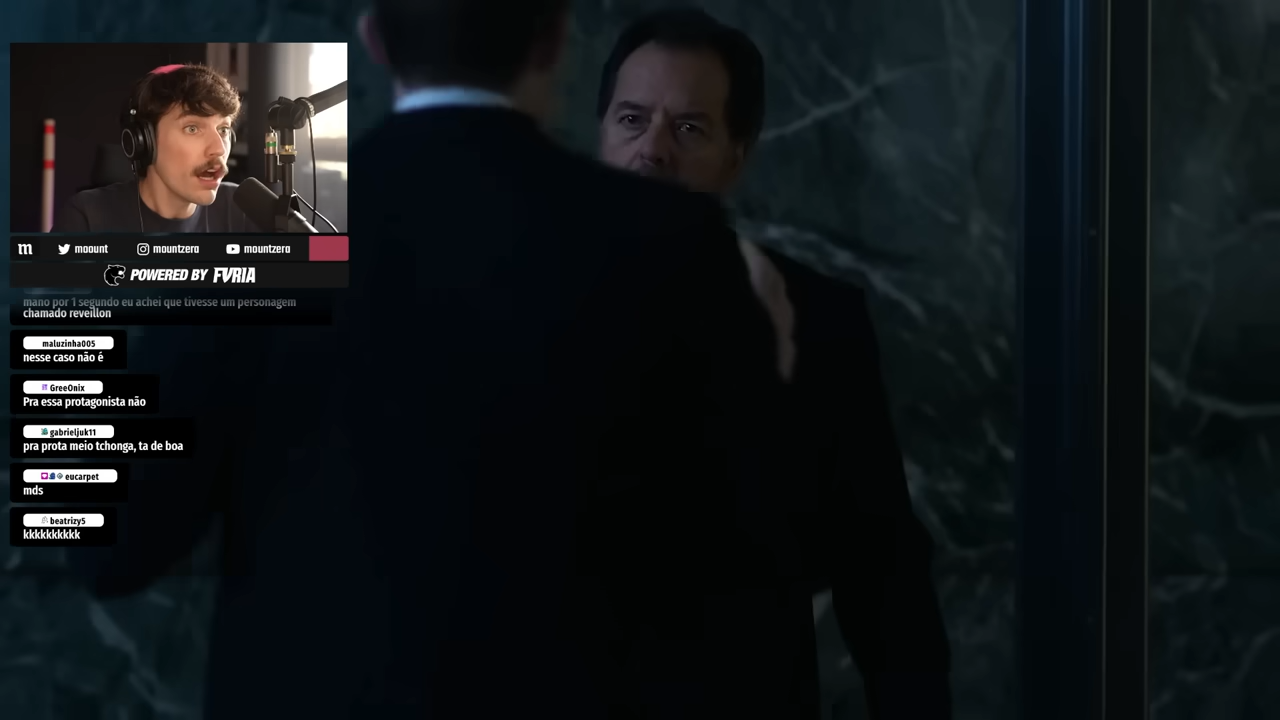 m
moount
mountzera
mountzera
POWERED BY FVRIA
mano por 1 segundo eu achei que tivesse um personagem
chamado reveillon
maluzinha005
nesse caso não é
GreeOnix
Pra essa protagonista não
gabrieljuk11
pra prota meio tchonga, ta de boa
eucarpet
mds
beatrizy5
kkkkkkkkkk